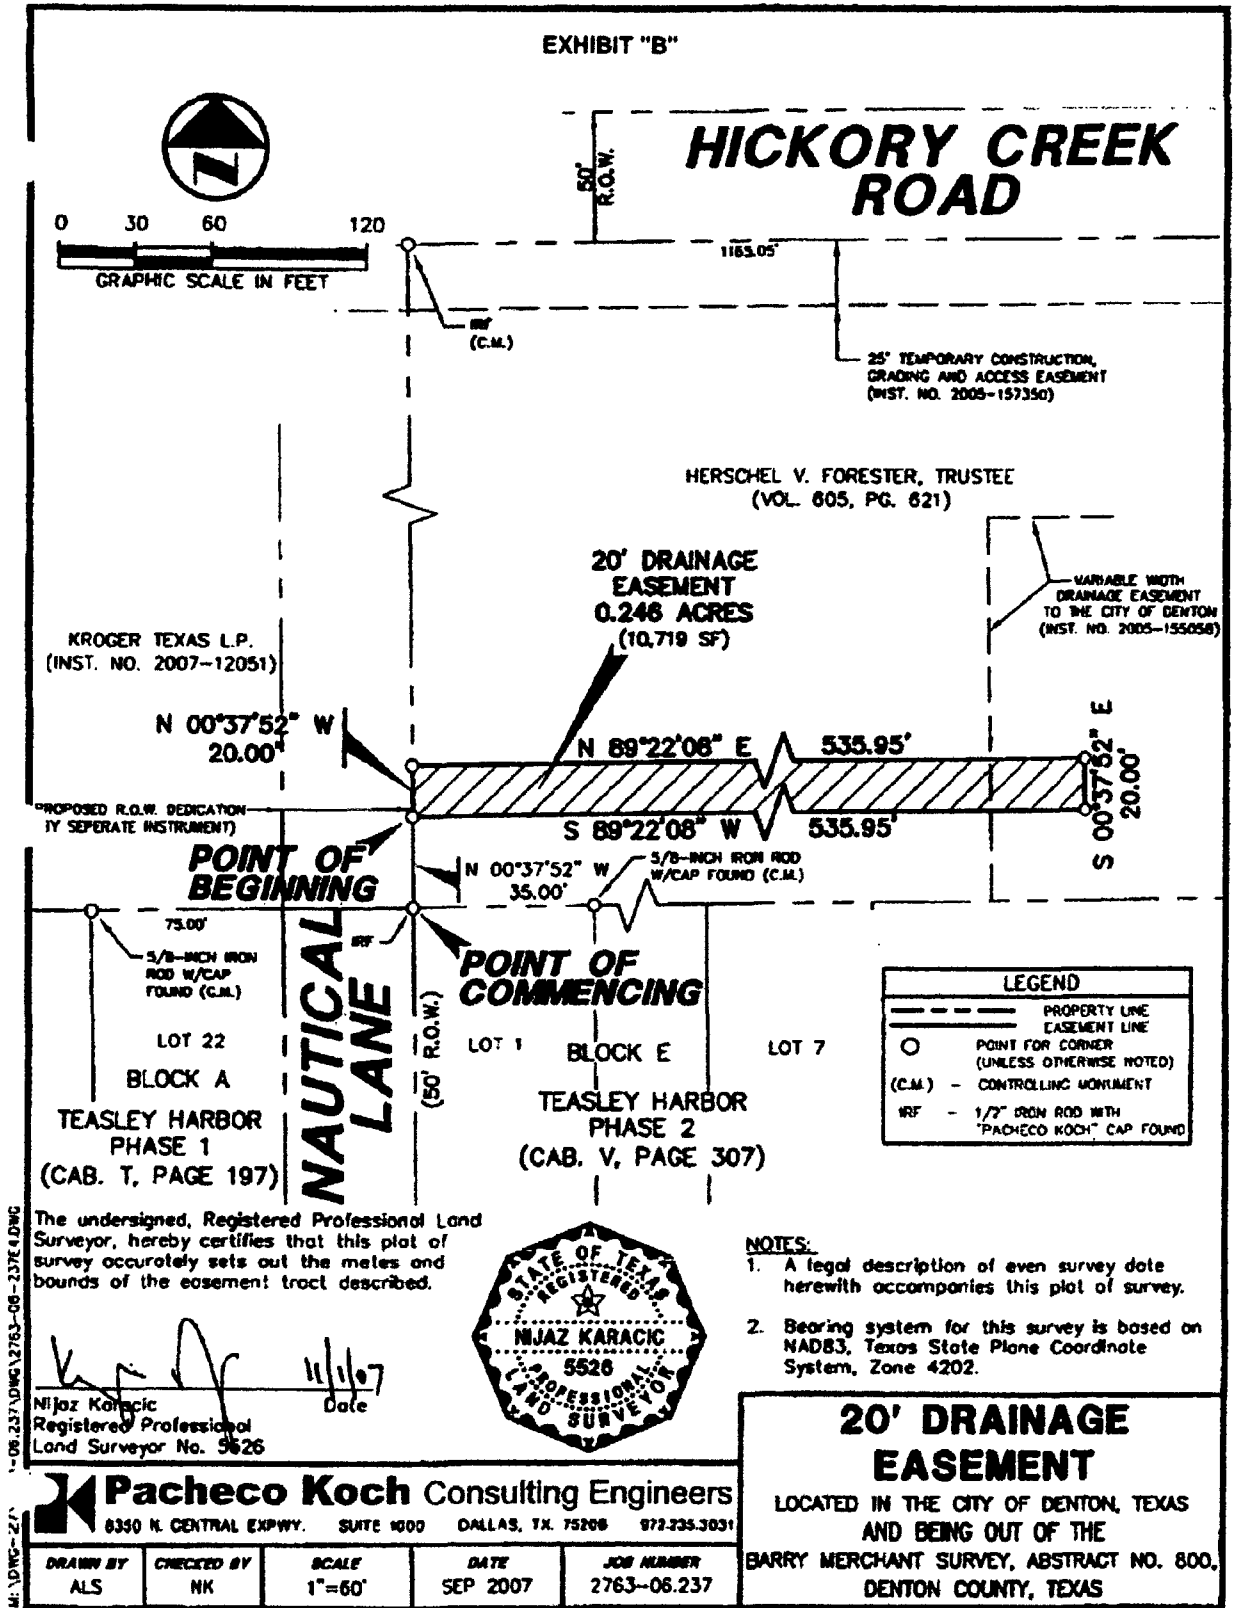 EXHIBIT "B"
HICKORY CREEK
ROAD
50'
R.O.W.
0 30 60 120
GRAPHIC SCALE IN FEET
1165.05'
IRF
(C.M.)
25' TEMPORARY CONSTRUCTION,
GRADING AND ACCESS EASEMENT
(INST. NO. 2005-157350)
HERSCHEL V. FORESTER, TRUSTEE
(VOL. 605, PG. 621)
20' DRAINAGE
EASEMENT
0.246 ACRES
(10,719 SF)
VARIABLE WIDTH
DRAINAGE EASEMENT
TO THE CITY OF DENTON
(INST. NO. 2005-155058)
KROGER TEXAS L.P.
(INST. NO. 2007-12051)
N 00°37'52" W
20.00'
N 89°22'08" E 535.95'
S 00°37'52" E
20.00'
PROPOSED R.O.W. DEDICATION
(BY SEPERATE INSTRUMENT)
S 89°22'08" W 535.95'
POINT OF
BEGINNING
N 00°37'52" W
35.00'
5/8-INCH IRON ROD
W/CAP FOUND (C.M.)
75.00'
IRF
5/8-INCH IRON
ROD W/CAP
FOUND (C.M.)
POINT OF
COMMENCING
NAUTICAL
LANE
(50' R.O.W.)
LOT 22
BLOCK A
TEASLEY HARBOR
PHASE 1
(CAB. T, PAGE 197)
LOT 1
BLOCK E
LOT 7
TEASLEY HARBOR
PHASE 2
(CAB. V, PAGE 307)
LEGEND
PROPERTY LINE
EASEMENT LINE
POINT FOR CORNER
(UNLESS OTHERWISE NOTED)
(C.M.) - CONTROLLING MONUMENT
IRF - 1/2" IRON ROD WITH
"PACHECO KOCH" CAP FOUND
The undersigned, Registered Professional Land
Surveyor, hereby certifies that this plat of
survey accurately sets out the metes and
bounds of the easement tract described.
11/1/07
Nijaz Karacic Date
Registered Professional
Land Surveyor No. 5526
STATE OF TEXAS
REGISTERED
NIJAZ KARACIC
5526
PROFESSIONAL
LAND SURVEYOR
NOTES:
1. A legal description of even survey date
herewith accompanies this plat of survey.
2. Bearing system for this survey is based on
NAD83, Texas State Plane Coordinate
System, Zone 4202.
Pacheco Koch Consulting Engineers
8350 N. CENTRAL EXPWY. SUITE 1000 DALLAS, TX. 75206 972.235.3031
DRAWN BY CHECKED BY SCALE DATE JOB NUMBER
ALS NK 1"=60' SEP 2007 2763-06.237
20' DRAINAGE
EASEMENT
LOCATED IN THE CITY OF DENTON, TEXAS
AND BEING OUT OF THE
BARRY MERCHANT SURVEY, ABSTRACT NO. 800,
DENTON COUNTY, TEXAS